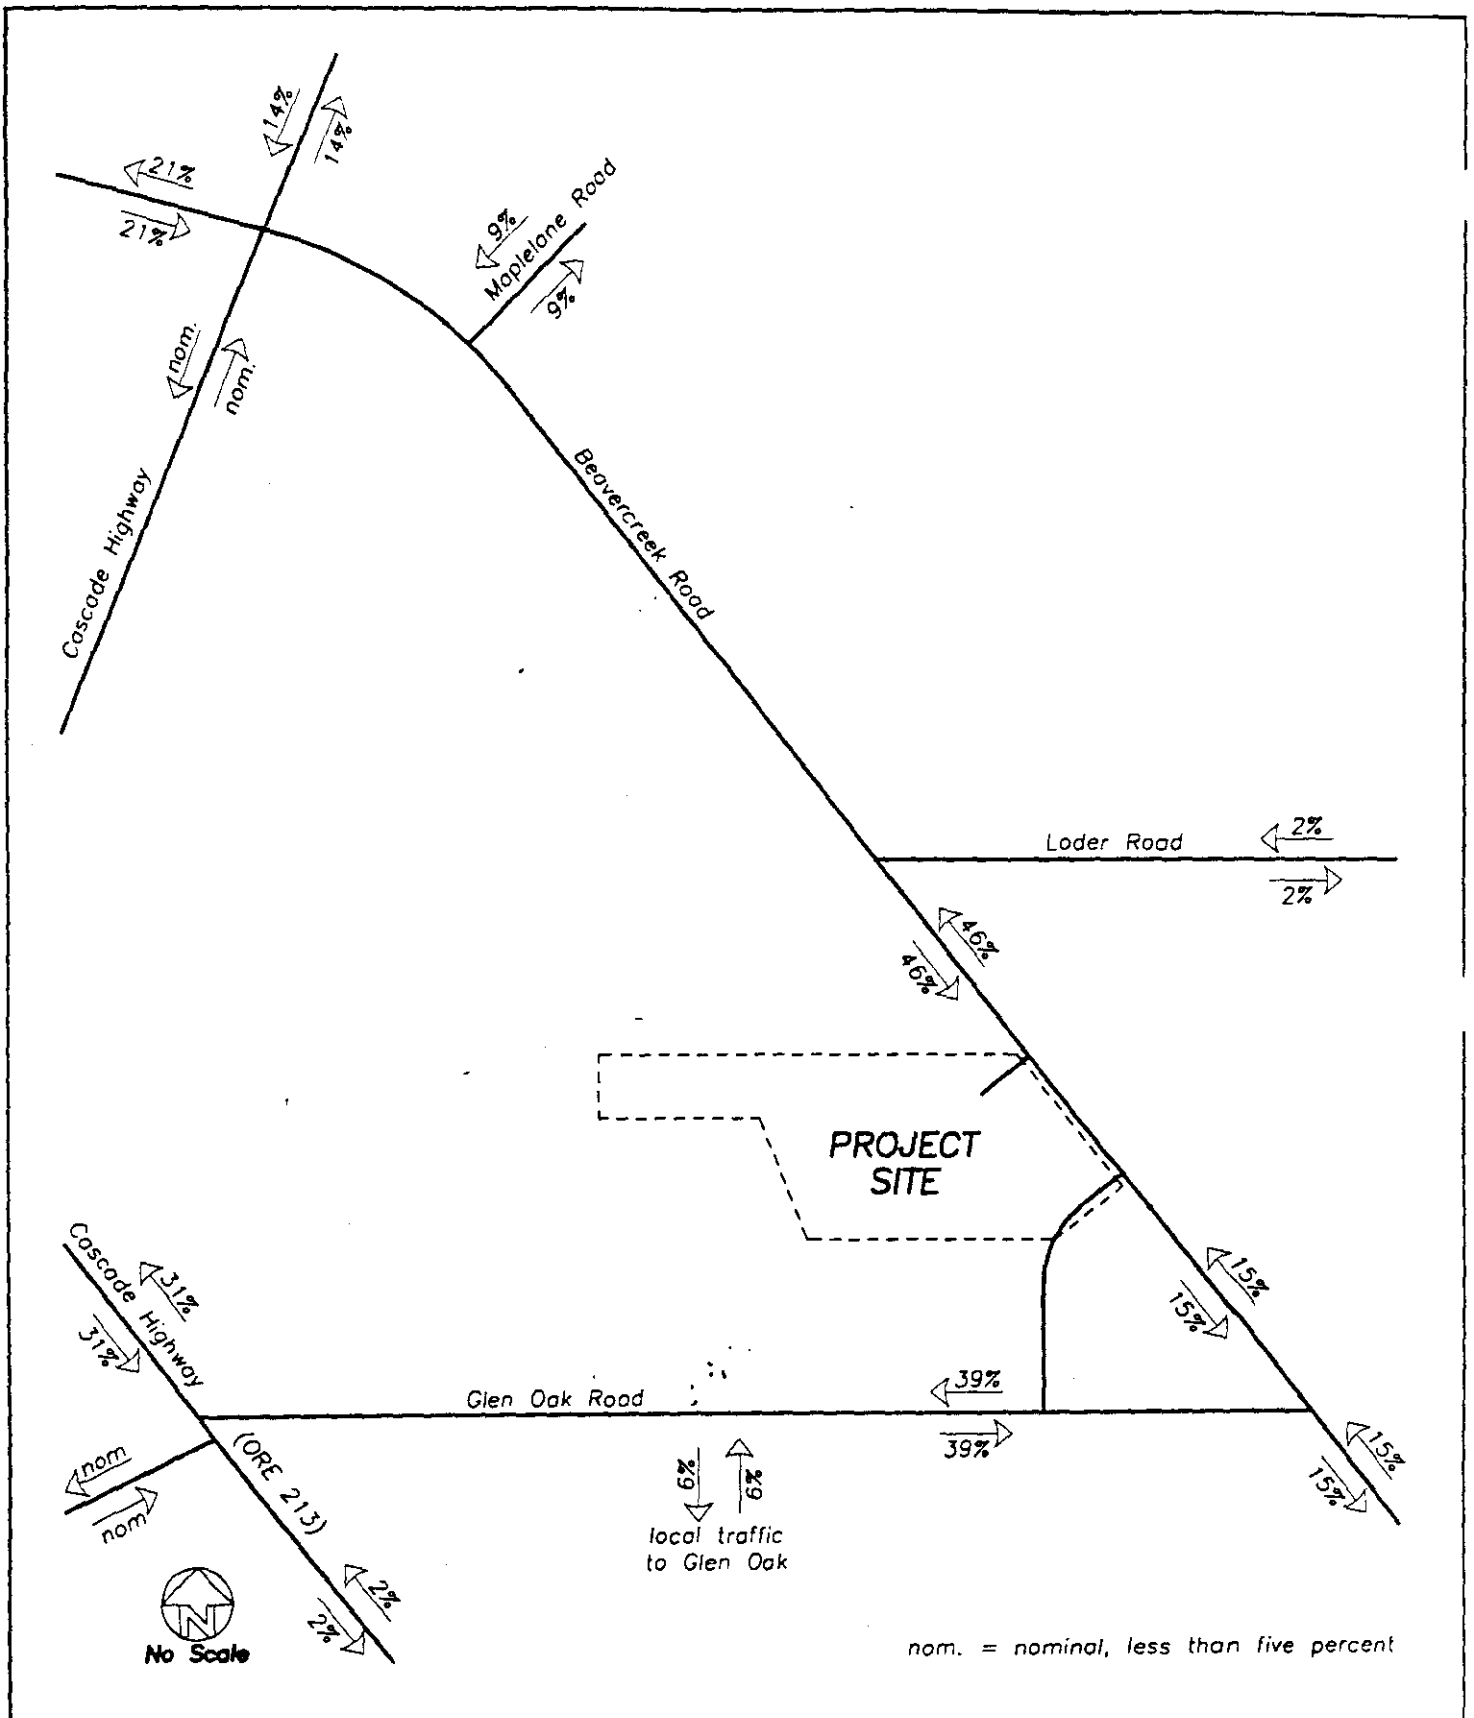 14%
14%
21%
21%
9%
Maplelane Road
9%
nom.
nom.
Cascade Highway
Beavercreek Road
Loder Road
2%
2%
46%
46%
PROJECT
SITE
Cascade Highway
31%
31%
15%
15%
Glen Oak Road
39%
39%
(ORE 213)
nom
nom
6%
6%
local traffic
to Glen Oak
15%
15%
2%
2%
N
No Scale
nom. = nominal, less than five percent